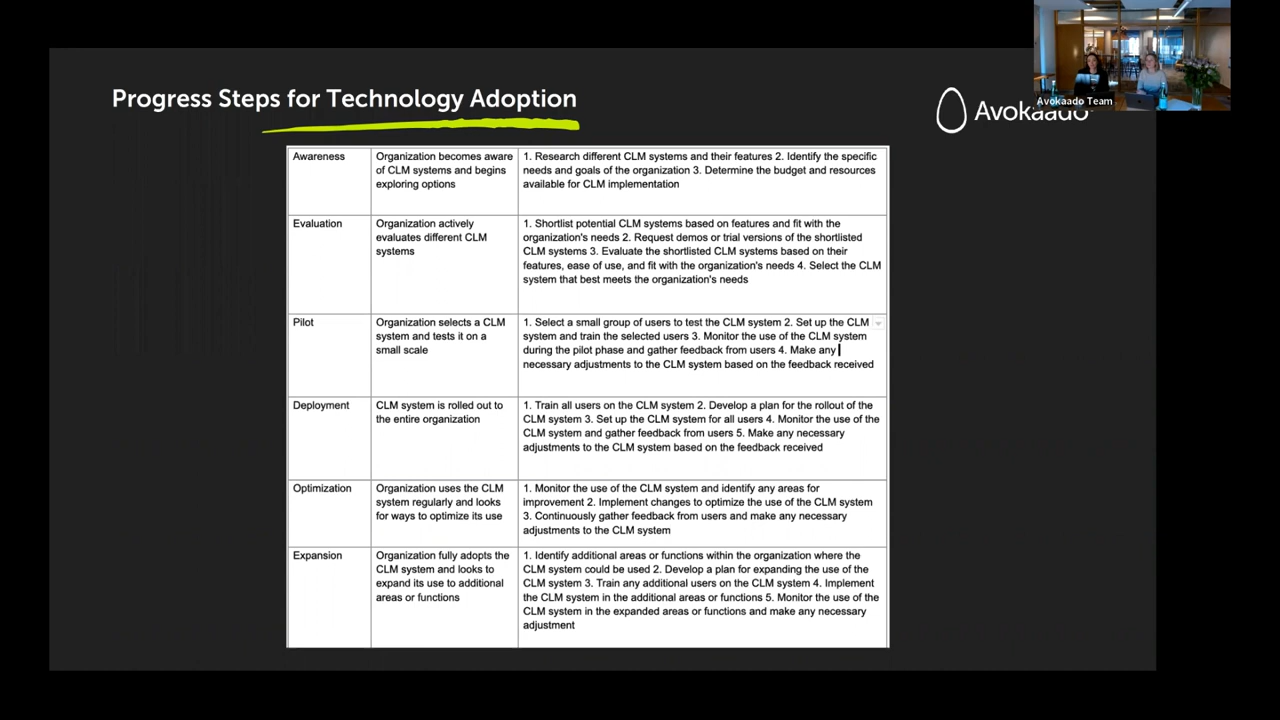 Progress Steps for Technology Adoption
Avokaado
Avokaado Team
Awareness
Organization becomes aware
of CLM systems and begins
exploring options
1. Research different CLM systems and their features 2. Identify the specific
needs and goals of the organization 3. Determine the budget and resources
available for CLM implementation
Evaluation
Organization actively
evaluates different CLM
systems
1. Shortlist potential CLM systems based on features and fit with the
organization's needs 2. Request demos or trial versions of the shortlisted
CLM systems 3. Evaluate the shortlisted CLM systems based on their
features, ease of use, and fit with the organization's needs 4. Select the CLM
system that best meets the organization's needs
Pilot
Organization selects a CLM
system and tests it on a
small scale
1. Select a small group of users to test the CLM system 2. Set up the CLM
system and train the selected users 3. Monitor the use of the CLM system
during the pilot phase and gather feedback from users 4. Make any
necessary adjustments to the CLM system based on the feedback received
Deployment
CLM system is rolled out to
the entire organization
1. Train all users on the CLM system 2. Develop a plan for the rollout of the
CLM system 3. Set up the CLM system for all users 4. Monitor the use of the
CLM system and gather feedback from users 5. Make any necessary
adjustments to the CLM system based on the feedback received
Optimization
Organization uses the CLM
system regularly and looks
for ways to optimize its use
1. Monitor the use of the CLM system and identify any areas for
improvement 2. Implement changes to optimize the use of the CLM system
3. Continuously gather feedback from users and make any necessary
adjustments to the CLM system
Expansion
Organization fully adopts the
CLM system and looks to
expand its use to additional
areas or functions
1. Identify additional areas or functions within the organization where the
CLM system could be used 2. Develop a plan for expanding the use of the
CLM system 3. Train any additional users on the CLM system 4. Implement
the CLM system in the additional areas or functions 5. Monitor the use of the
CLM system in the expanded areas or functions and make any necessary
adjustment